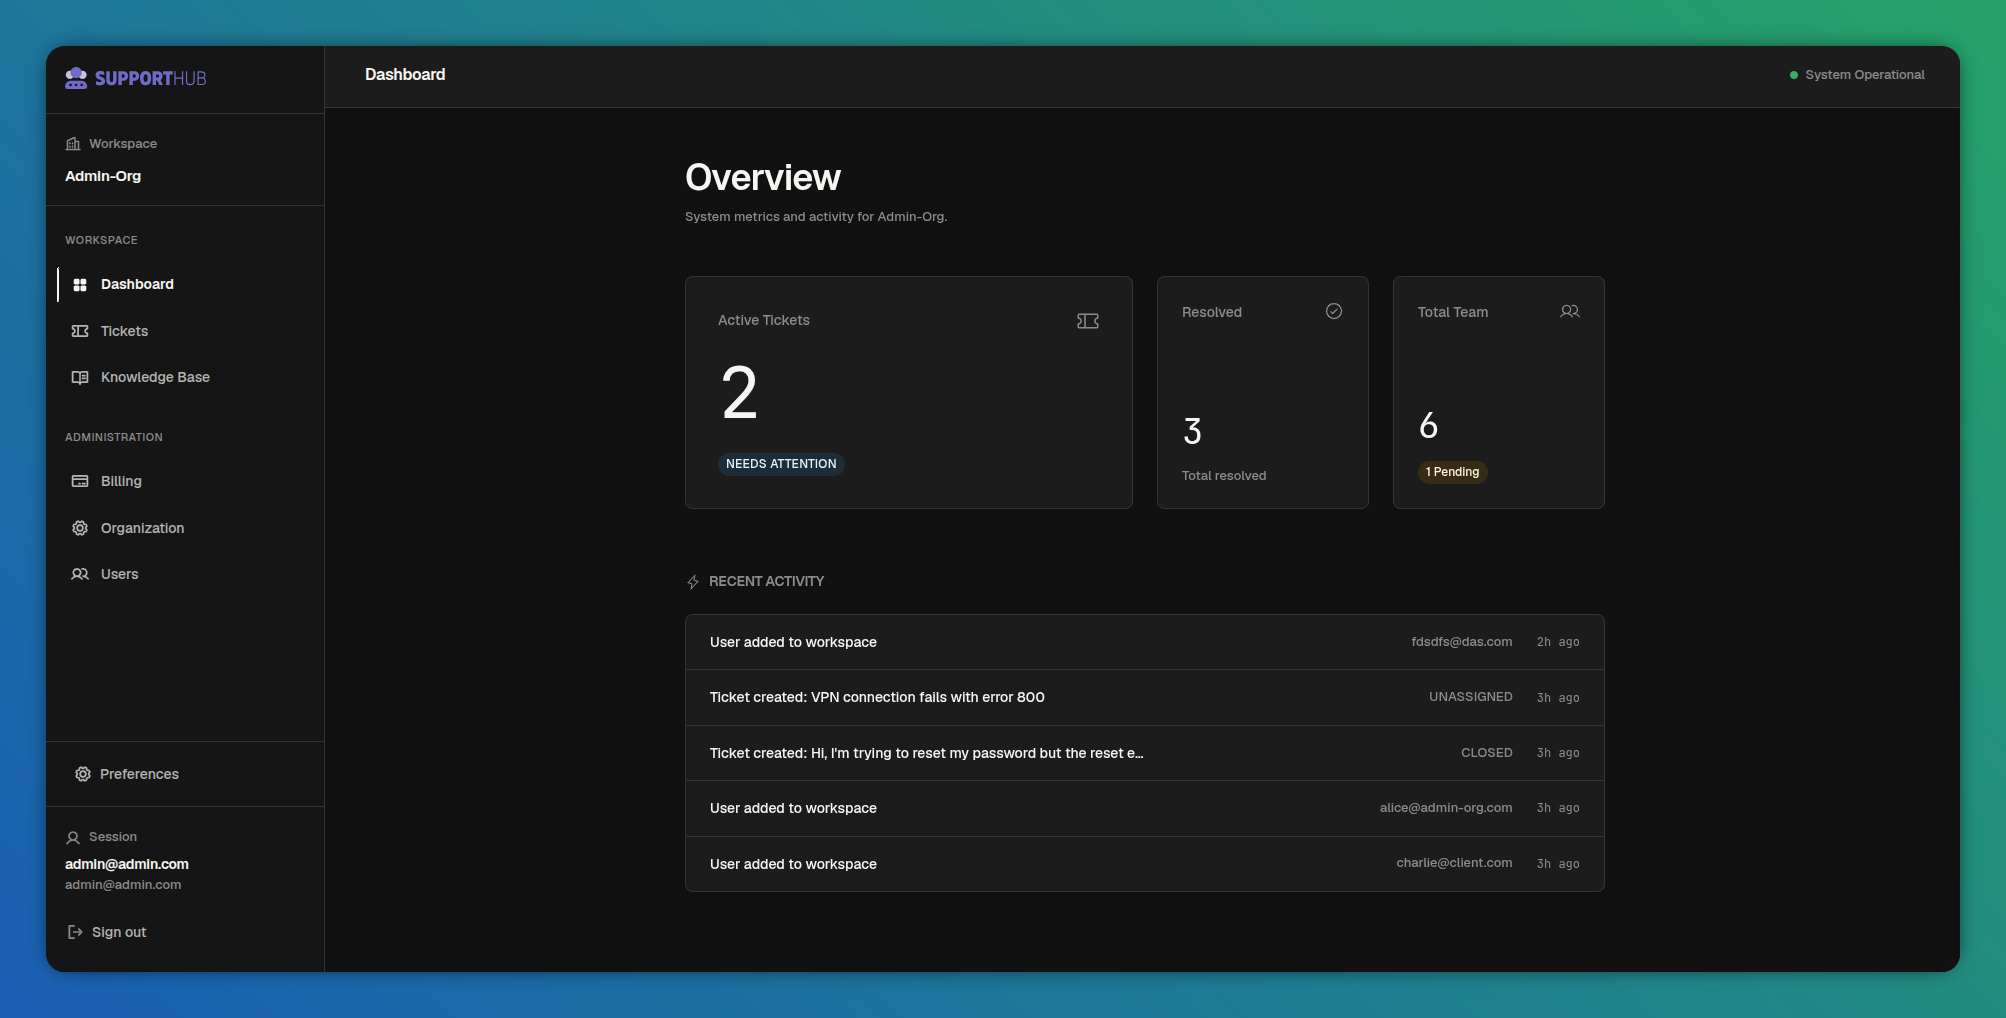 SUPPORTHUB
Workspace
Admin-Org
WORKSPACE
Dashboard
Tickets
Knowledge Base
ADMINISTRATION
Billing
Organization
Users
Preferences
Session
admin@admin.com
admin@admin.com
Sign out
Dashboard
System Operational
Overview
System metrics and activity for Admin-Org.
Active Tickets
2
NEEDS ATTENTION
Resolved
3
Total resolved
Total Team
6
1 Pending
RECENT ACTIVITY
User added to workspace fdsdfs@das.com 2h ago
Ticket created: VPN connection fails with error 800 UNASSIGNED 3h ago
Ticket created: Hi, I'm trying to reset my password but the reset e... CLOSED 3h ago
User added to workspace alice@admin-org.com 3h ago
User added to workspace charlie@client.com 3h ago